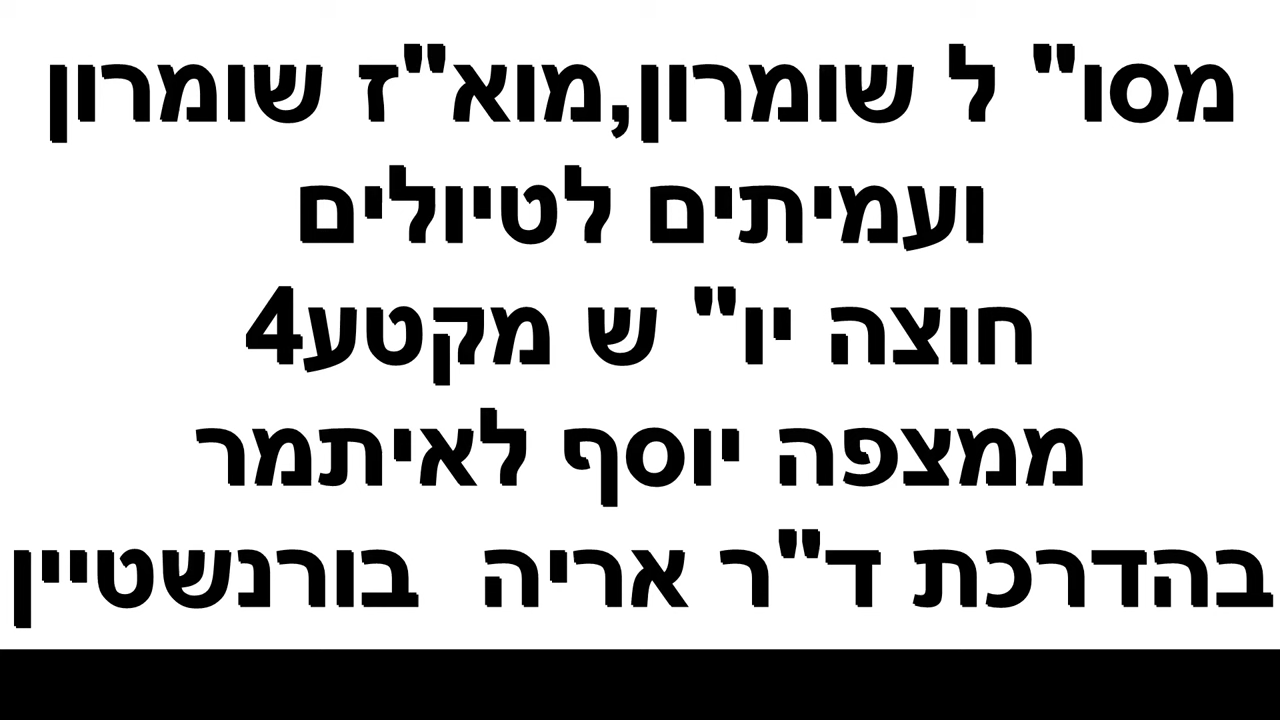 מסו" ל שומרון,מוא"ז שומרון
ועמיתים לטיולים
חוצה יו" ש מקטע4
ממצפה יוסף לאיתמר
בהדרכת ד"ר אריה  בורנשטיין